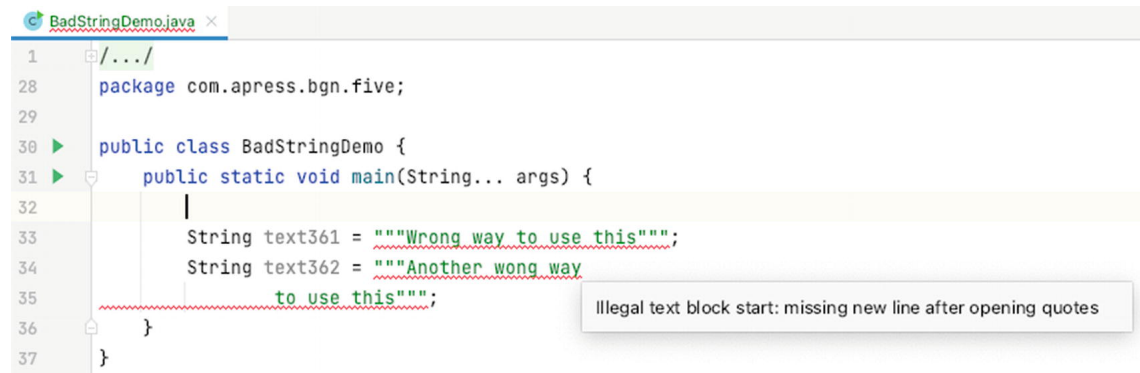 BadStringDemo.java
1 /.../
28 package com.apress.bgn.five;
29
30 public class BadStringDemo {
31 public static void main(String... args) {
32
33 String text361 = """Wrong way to use this""";
34 String text362 = """Another wong way
35 to use this""";
Illegal text block start: missing new line after opening quotes
36 }
37 }